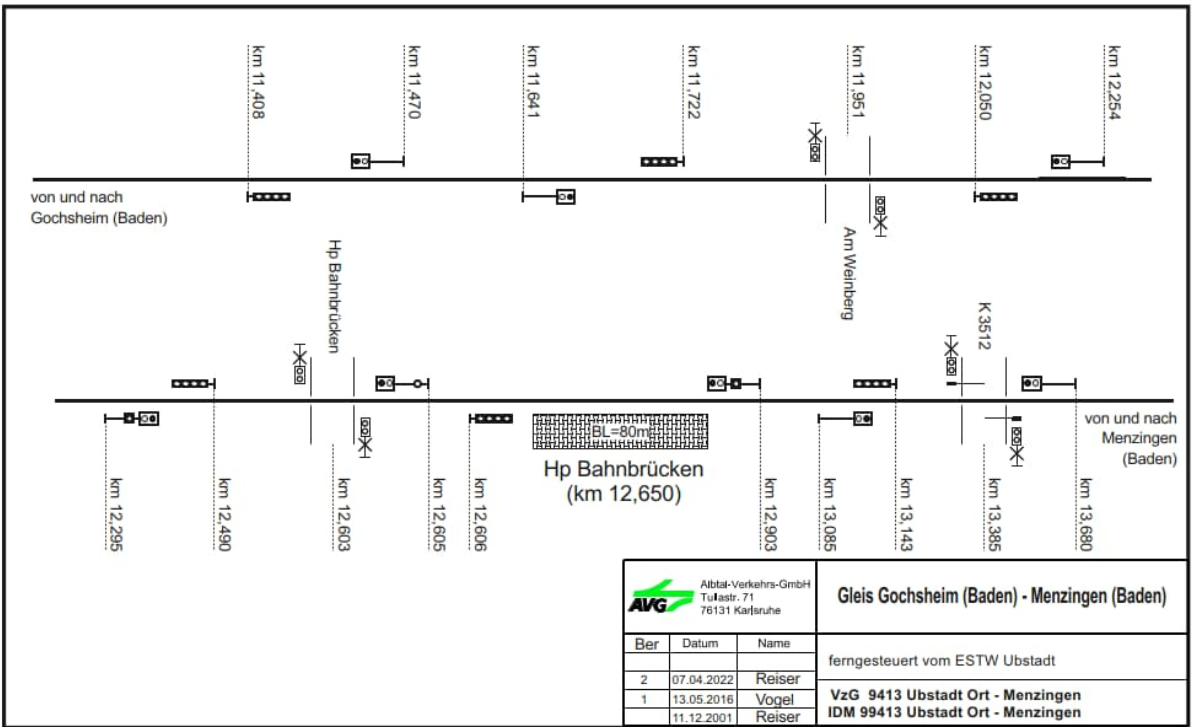 km 11,408
km 11,470
km 11,641
km 11,722
km 11,951
km 12,050
km 12,254
von und nach
Gochsheim (Baden)
Am Weinberg
Hp Bahnbrücken
K 3512
BL=80m
Hp Bahnbrücken
(km 12,650)
von und nach
Menzingen
(Baden)
km 12,295
km 12,490
km 12,603
km 12,605
km 12,606
km 12,903
km 13,085
km 13,143
km 13,385
km 13,680
AVG
Albtal-Verkehrs-GmbH
Tullastr. 71
76131 Karlsruhe
Gleis Gochsheim (Baden) - Menzingen (Baden)
Ber Datum Name
2 07.04.2022 Reiser
1 13.05.2016 Vogel
11.12.2001 Reiser
ferngesteuert vom ESTW Ubstadt
VzG 9413 Ubstadt Ort - Menzingen
IDM 99413 Ubstadt Ort - Menzingen